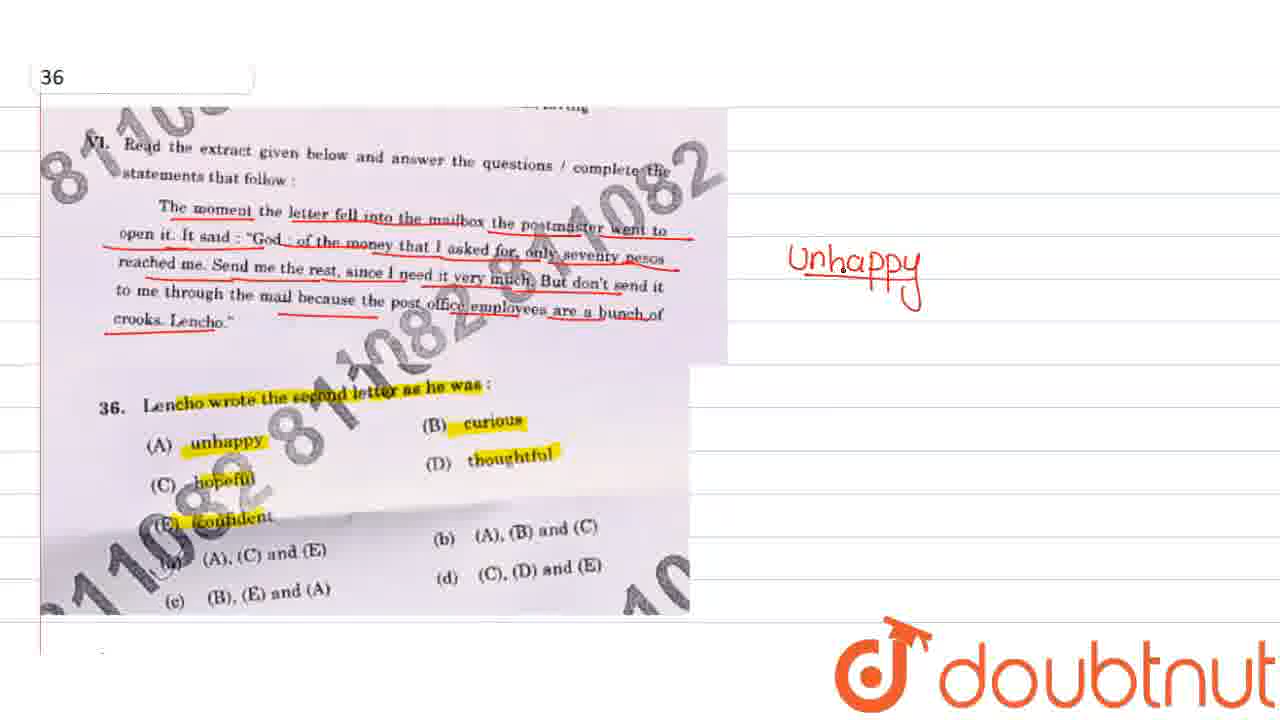 36
VI. Read the extract given below and answer the questions / complete the
statements that follow :
The moment the letter fell into the mailbox the postmaster went to
open it. It said : "God : of the money that I asked for, only seventy pesos
reached me. Send me the rest, since I need it very much. But don't send it
to me through the mail because the post office employees are a bunch of
crooks. Lencho."
unhappy
36. Lencho wrote the second letter as he was :
(A) unhappy
(B) curious
(C) hopeful
(D) thoughtful
(E) confident
(a) (A), (C) and (E)
(b) (A), (B) and (C)
(c) (B), (E) and (A)
(d) (C), (D) and (E)
811082 811082
811082 811082
doubtnut